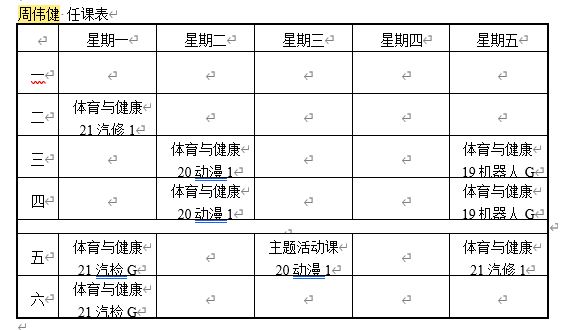 周伟健 任课表
星期一 星期二 星期三 星期四 星期五
一
二 体育与健康
21 汽修 1
三 体育与健康 体育与健康
20 动漫 1 19 机器人 G
四 体育与健康 体育与健康
20 动漫 1 19 机器人 G
五 体育与健康 主题活动课 体育与健康
21 汽检 G 20 动漫 1 21 汽修 1
六 体育与健康
21 汽检 G